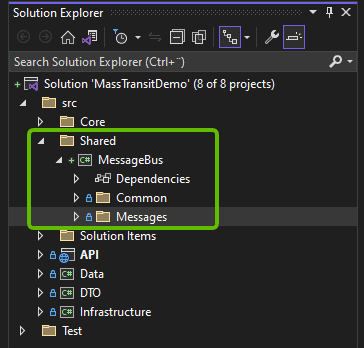 Solution Explorer
Search Solution Explorer (Ctrl+¨)
Solution 'MassTransitDemo' (8 of 8 projects)
src
Core
Shared
C# MessageBus
Dependencies
Common
Messages
Solution Items
API
C# Data
C# DTO
C# Infrastructure
Test